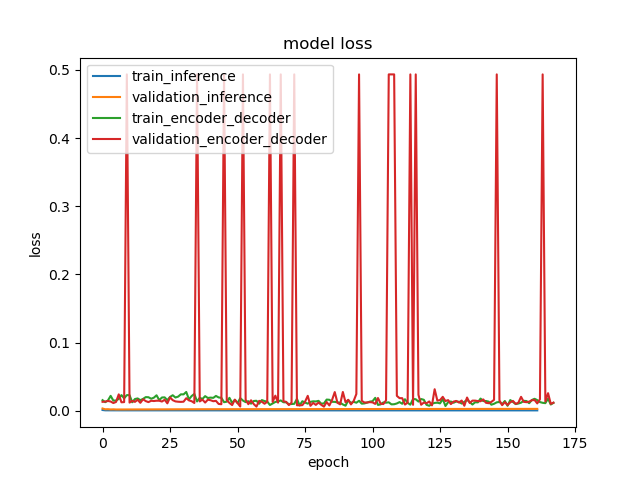 model loss
train_inference
validation_inference
train_encoder_decoder
validation_encoder_decoder
loss
0.5
0.4
0.3
0.2
0.1
0.0
0 25 50 75 100 125 150 175
epoch